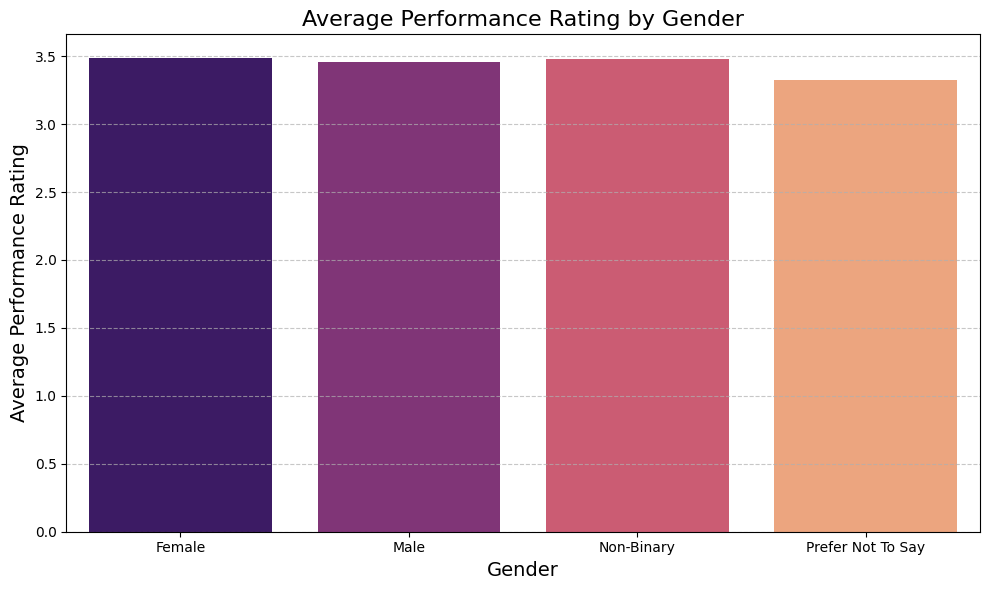 Average Performance Rating by Gender
Average Performance Rating
3.5
3.0
2.5
2.0
1.5
1.0
0.5
0.0
Female
Male
Non-Binary
Prefer Not To Say
Gender